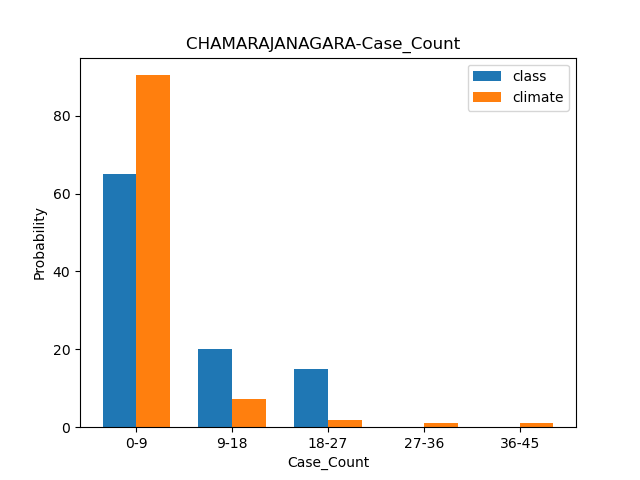 CHAMARAJANAGARA-Case_Count
class
climate
Probability
80
60
40
20
0
0-9 9-18 18-27 27-36 36-45
Case_Count